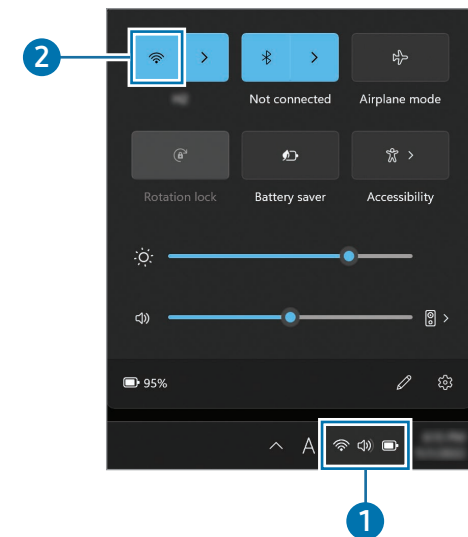 2
Not connected
Airplane mode
Rotation lock
Battery saver
Accessibility
95%
A
1